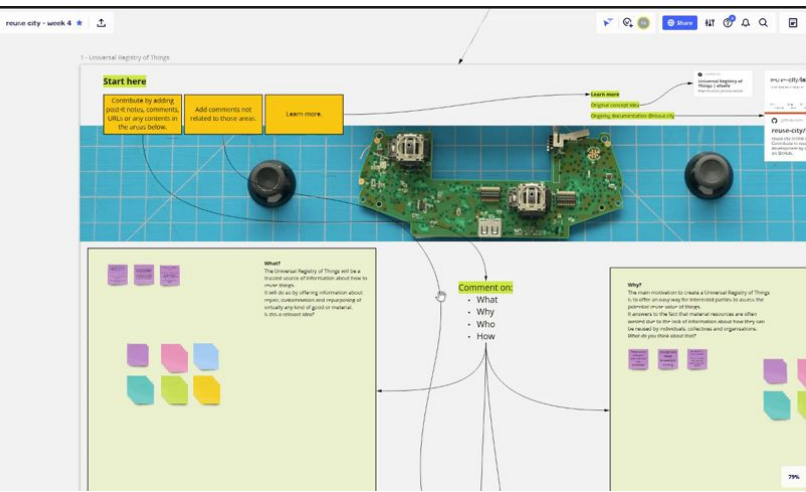 reuse city - week 4
Share
1 - Universal Registry of Things
Start here
Contribute by adding
post-it notes, comments,
URLs or any contents in
the areas below.
Add comments not
related to those areas.
Learn more.
Learn more
Original concept idea
Ongoing documentation @reuse.city
Universal Registry of
Things |
reuse-city/
What?
The Universal Registry of Things will be a
trusted source of information about how to
reuse things.
It will do so by offering information about
repair, customisation and repurposing of
virtually any kind of good or material.
Is this a relevant idea?
Comment on:
• What
• Why
• Who
• How
Why?
The main motivation to create a Universal Registry of Things
is to offer an easy way for interested parties to assess the
potential reuse value of things.
It answers to the fact that material resources are often
wasted due to the lack of information about how they can
be reused by individuals, collectives and organisations.
What do you think about that?
79%